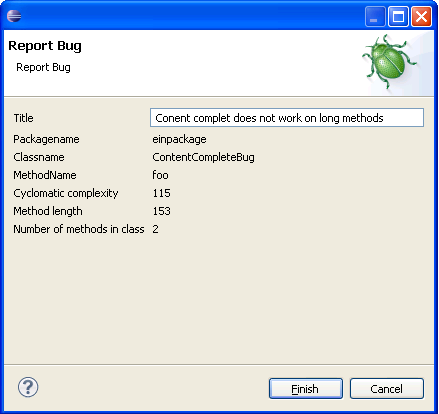 Report Bug
Report Bug
Title Conent complet does not work on long methods
Packagename einpackage
Classname ContentCompleteBug
MethodName foo
Cyclomatic complexity 115
Method length 153
Number of methods in class 2
?
Finish Cancel